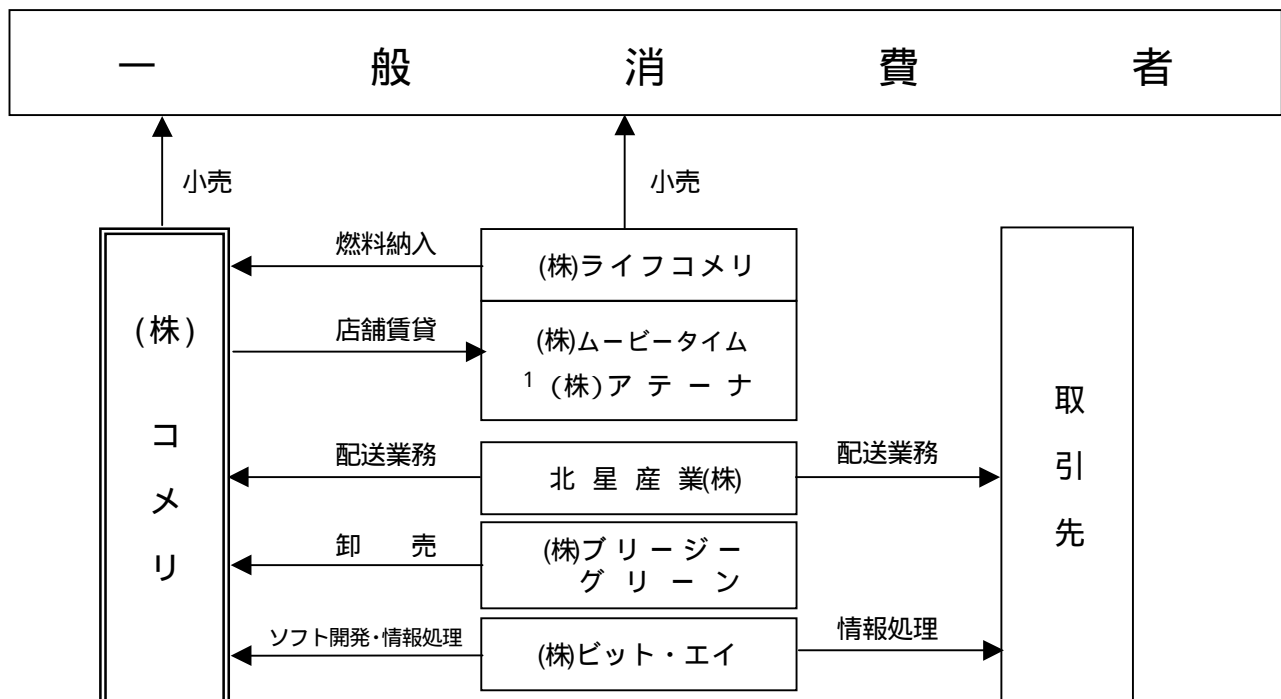 一般消費者
小売
小売
(株)コメリ
燃料納入
(株)ライフコメリ
店舗賃貸
(株)ムービータイム
1 (株)アテーナ
配送業務
北星産業(株)
配送業務
卸売
(株)ブリージー
グリーン
ソフト開発・情報処理
(株)ビット・エイ
情報処理
取引先